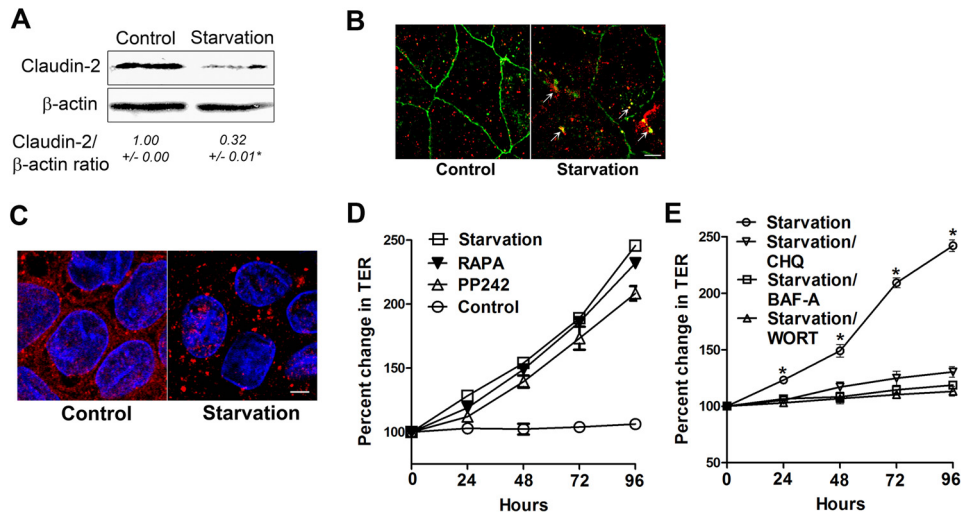 A
Control Starvation
Claudin-2
β-actin
Claudin-2/
β-actin ratio
1.00
+/- 0.00
0.32
+/- 0.01*
B
Control Starvation
C
Control Starvation
D
Percent change in TER
250
200
150
100
Starvation
RAPA
PP242
Control
0 24 48 72 96
Hours
E
Percent change in TER
250
200
150
100
50
Starvation
Starvation/
CHQ
Starvation/
BAF-A
Starvation/
WORT
* * * *
0 24 48 72 96
Hours